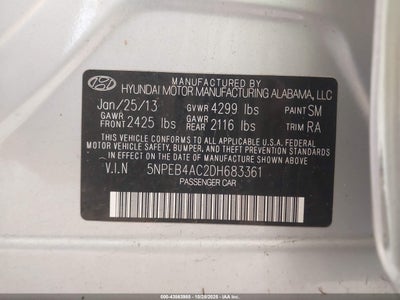 MANUFACTURED BY
HYUNDAI MOTOR MANUFACTURING ALABAMA, LLC
Jan/25/13 GVWR 4299 lbs PAINT SM
GAWR FRONT 2425 lbs GAWR REAR 2116 lbs TRIM RA
THIS VEHICLE CONFORMS TO ALL APPLICABLE U.S.A. FEDERAL
MOTOR VEHICLE SAFETY, BUMPER, AND THEFT PREVENTION STANDARDS
IN EFFECT ON THE DATE OF MANUFACTURE SHOWN ABOVE.
V.I.N 5NPEB4AC2DH683361
PASSENGER CAR